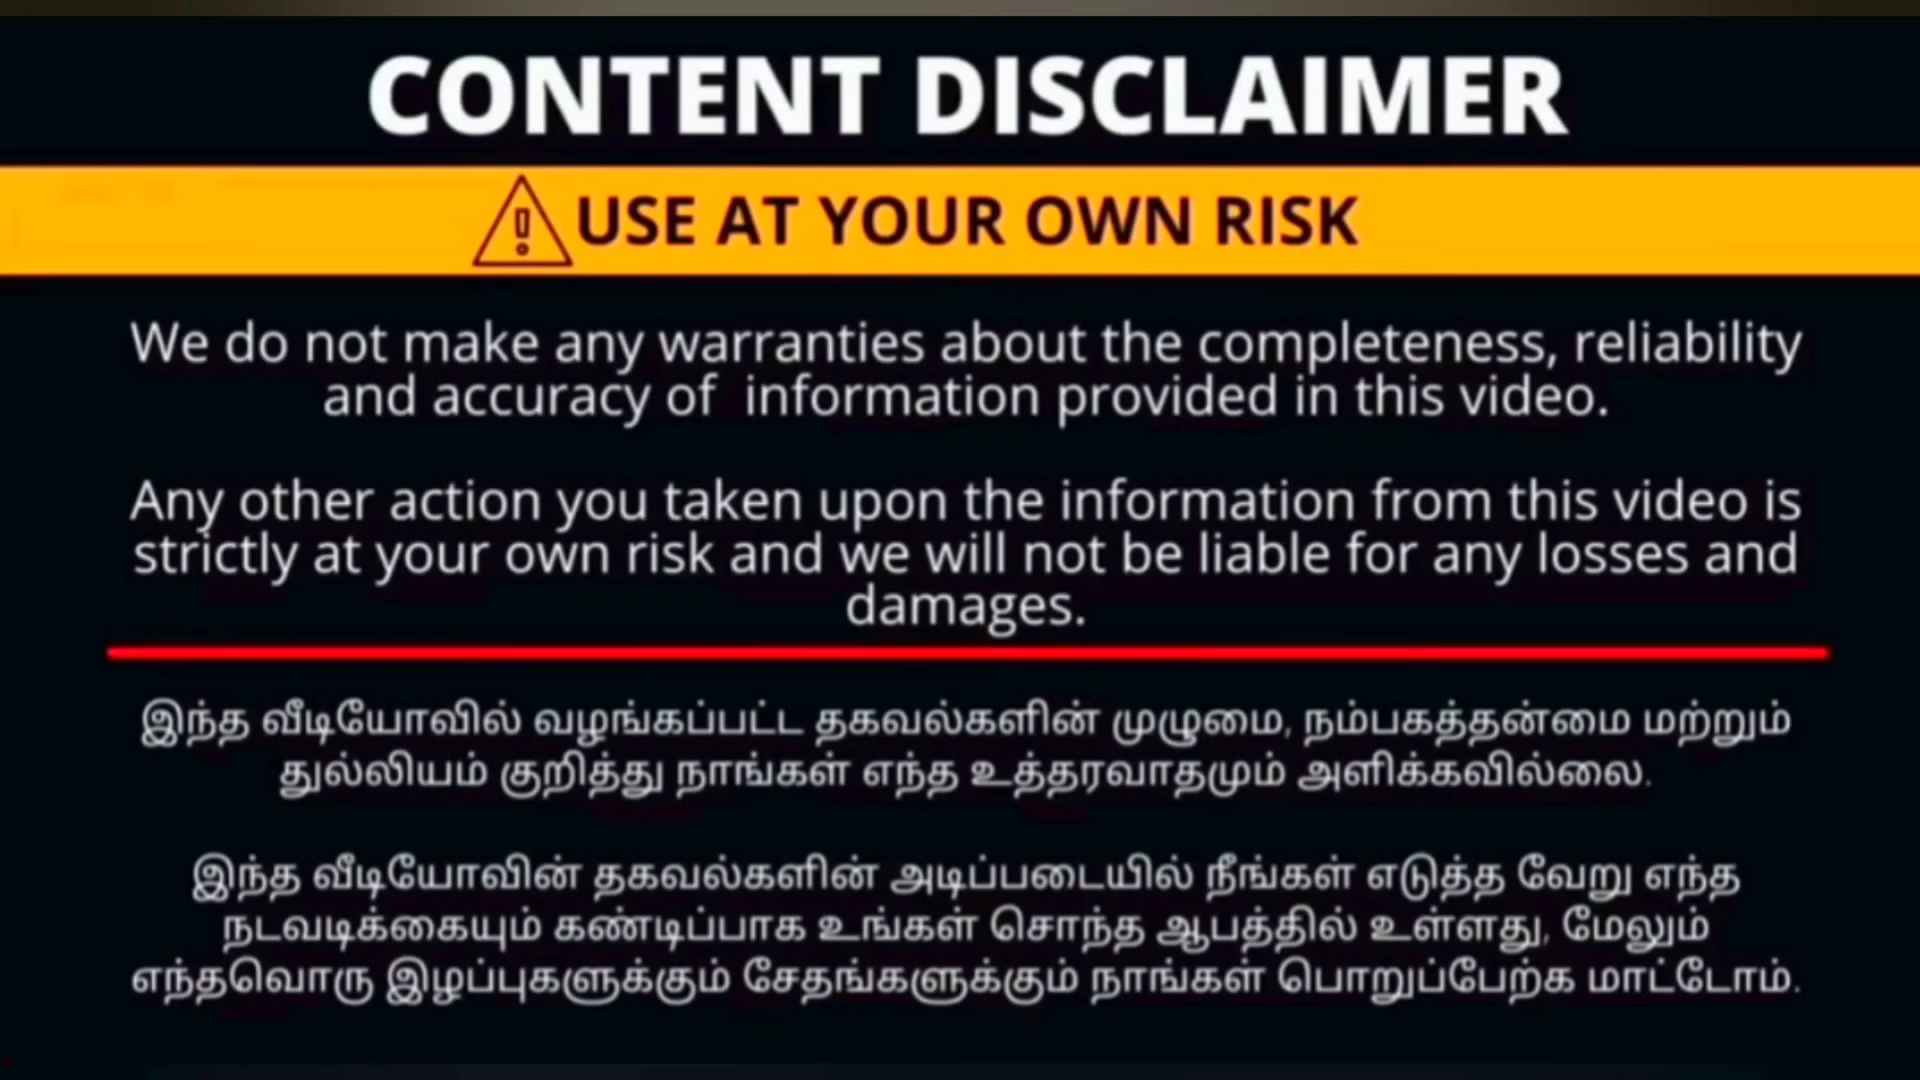 CONTENT DISCLAIMER
USE AT YOUR OWN RISK
We do not make any warranties about the completeness, reliability
and accuracy of information provided in this video.
Any other action you taken upon the information from this video is
strictly at your own risk and we will not be liable for any losses and
damages.
இந்த வீடியோவில் வழங்கப்பட்ட தகவல்களின் முழுமை, நம்பகத்தன்மை மற்றும்
துல்லியம் குறித்து நாங்கள் எந்த உத்தரவாதமும் அளிக்கவில்லை.
இந்த வீடியோவின் தகவல்களின் அடிப்படையில் நீங்கள் எடுத்த வேறு எந்த
நடவடிக்கையும் கண்டிப்பாக உங்கள் சொந்த ஆபத்தில் உள்ளது, மேலும்
எந்தவொரு இழப்புகளுக்கும் சேதங்களுக்கும் நாங்கள் பொறுப்பேற்க மாட்டோம்.